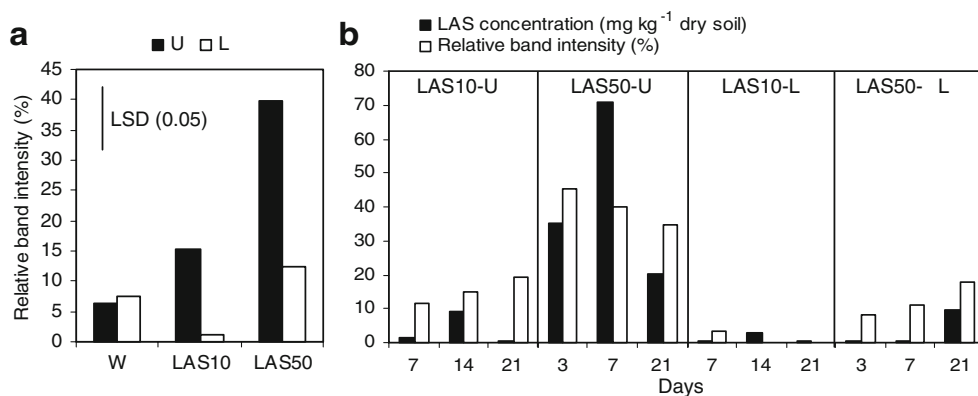 a
U L
Relative band intensity (%)
45
40
35
30
25
20
15
10
5
0
LSD (0.05)
W LAS10 LAS50
b
LAS concentration (mg kg⁻¹ dry soil)
Relative band intensity (%)
80
70
60
50
40
30
20
10
0
LAS10-U LAS50-U LAS10-L LAS50- L
7 14 21 3 7 21 7 14 21 3 7 21
Days